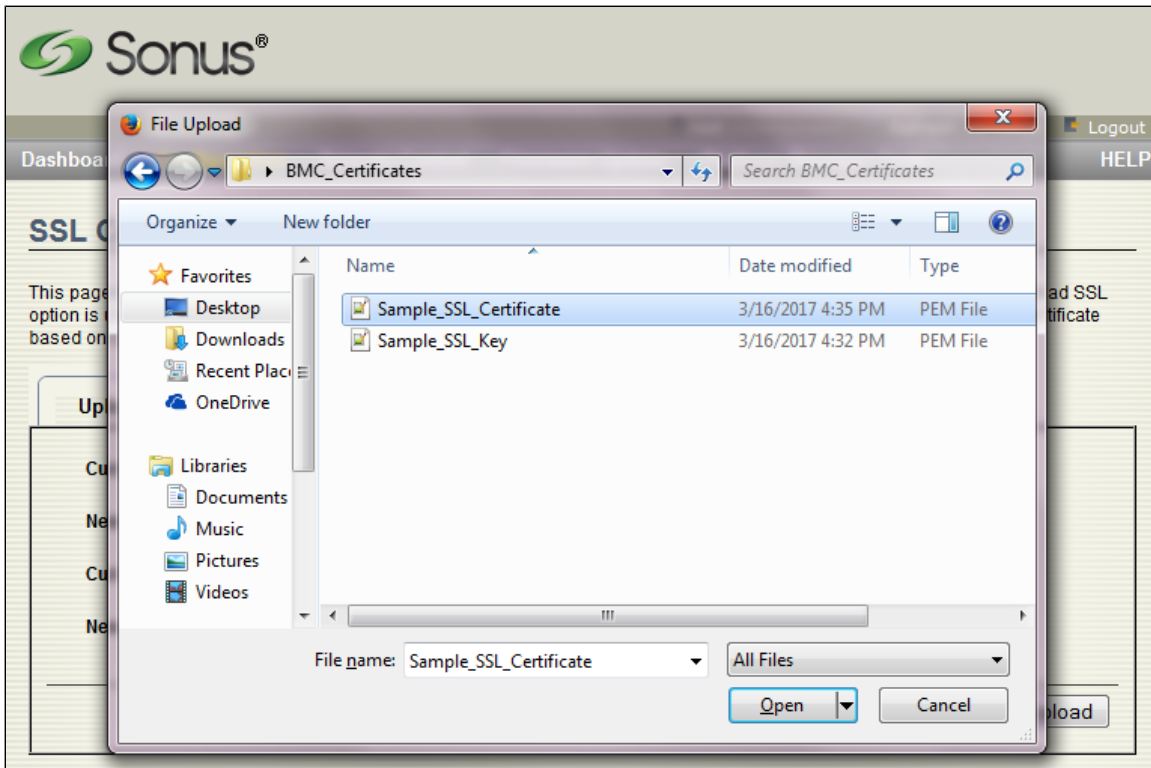 Sonus®
File Upload
Logout
Dashboa
HELP
BMC_Certificates
Search BMC_Certificates
Organize
New folder
SSL C
Name
Date modified
Type
Favorites
This page
ad SSL
Desktop
Sample_SSL_Certificate
3/16/2017 4:35 PM
PEM File
option is
tificate
Downloads
Sample_SSL_Key
3/16/2017 4:32 PM
PEM File
based on
Recent Plac
OneDrive
Upl
Libraries
Cu
Documents
Ne
Music
Pictures
Cu
Videos
Ne
File name:
Sample_SSL_Certificate
All Files
Open
Cancel
load